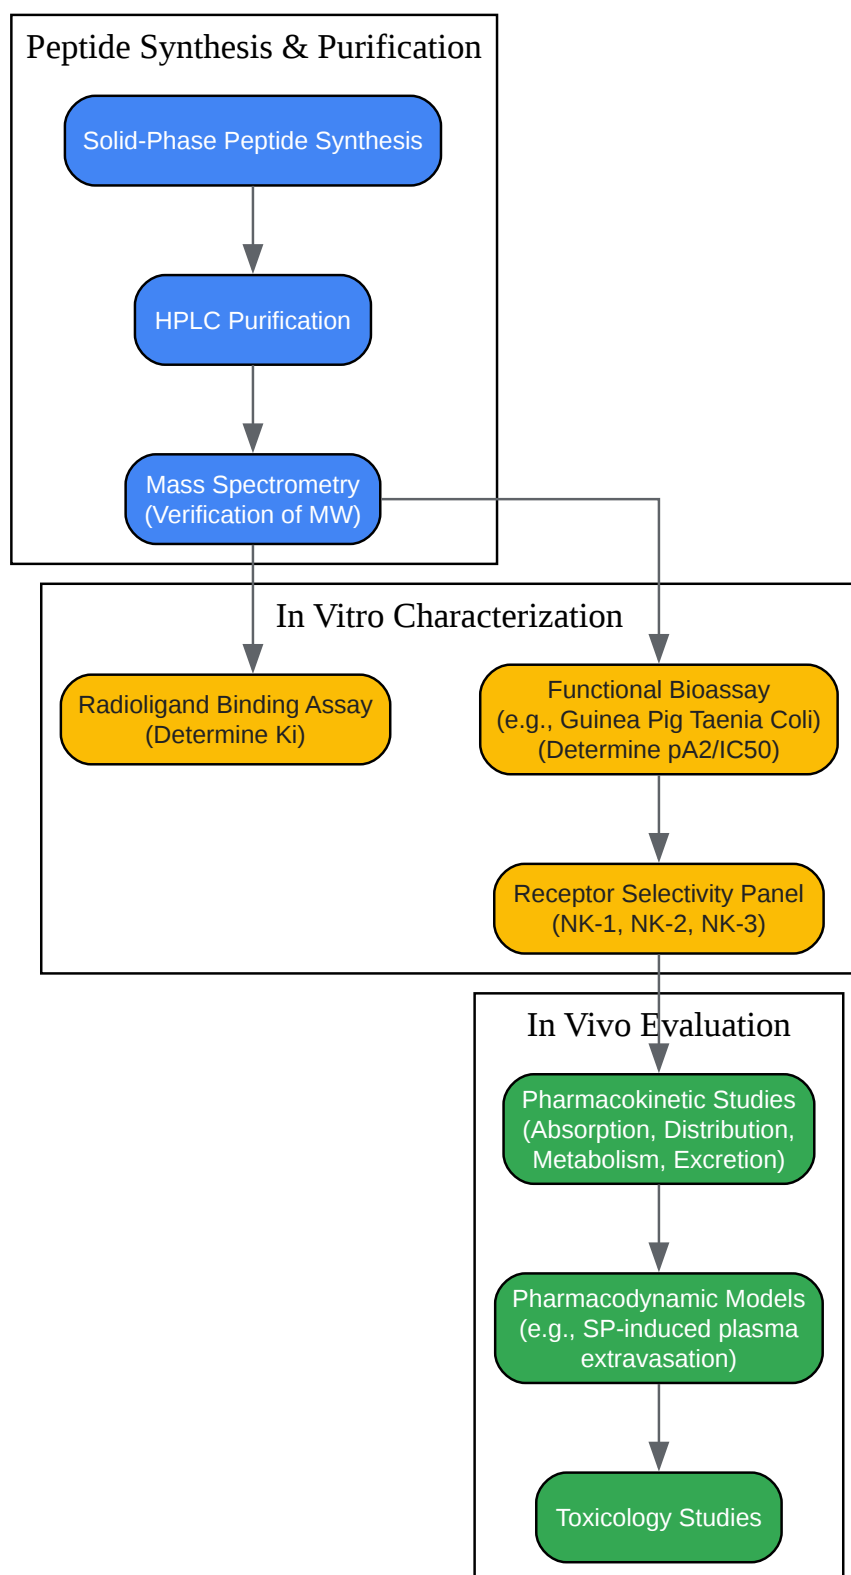 Peptide Synthesis & Purification
Solid-Phase Peptide Synthesis
HPLC Purification
Mass Spectrometry
(Verification of MW)
In Vitro Characterization
Radioligand Binding Assay
(Determine Ki)
Functional Bioassay
(e.g., Guinea Pig Taenia Coli)
(Determine pA2/IC50)
Receptor Selectivity Panel
(NK-1, NK-2, NK-3)
In Vivo Evaluation
Pharmacokinetic Studies
(Absorption, Distribution,
Metabolism, Excretion)
Pharmacodynamic Models
(e.g., SP-induced plasma
extravasation)
Toxicology Studies